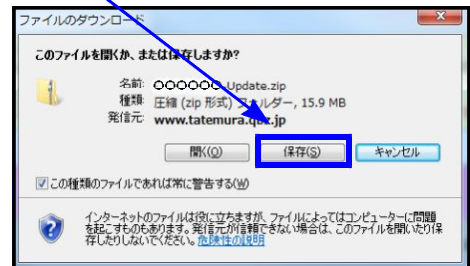 ファイルのダウンロード
このファイルを開くか、または保存しますか?
名前: ○○○○○○Update.zip
種類: 圧縮 (zip 形式) フォルダー, 15.9 MB
発信元: www.tatemura.qbz.jp
開く(O)
保存(S)
キャンセル
この種類のファイルであれば常に警告する(W)
インターネットのファイルは役に立ちますが、ファイルによってはコンピューターに問題
を起こすものもあります。発信元が信頼できない場合は、このファイルを開いたり保
存したりしないでください。危険性の説明